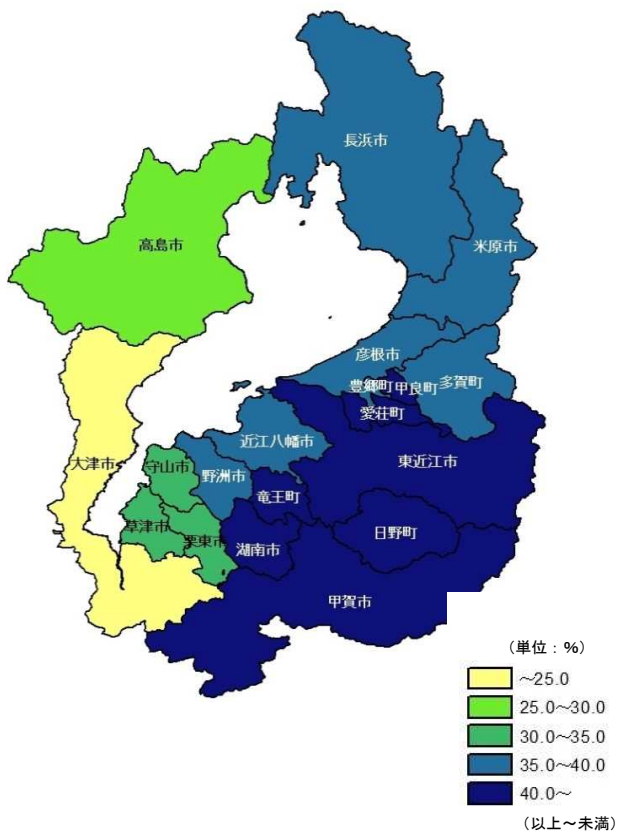 長浜市
高島市
米原市
彦根市
豊郷町
甲良町
多賀町
愛荘町
近江八幡市
東近江市
大津市
守山市
野洲市
竜王町
草津市
栗東市
湖南市
日野町
甲賀市
(単位：%)
～25.0
25.0～30.0
30.0～35.0
35.0～40.0
40.0～
(以上～未満)